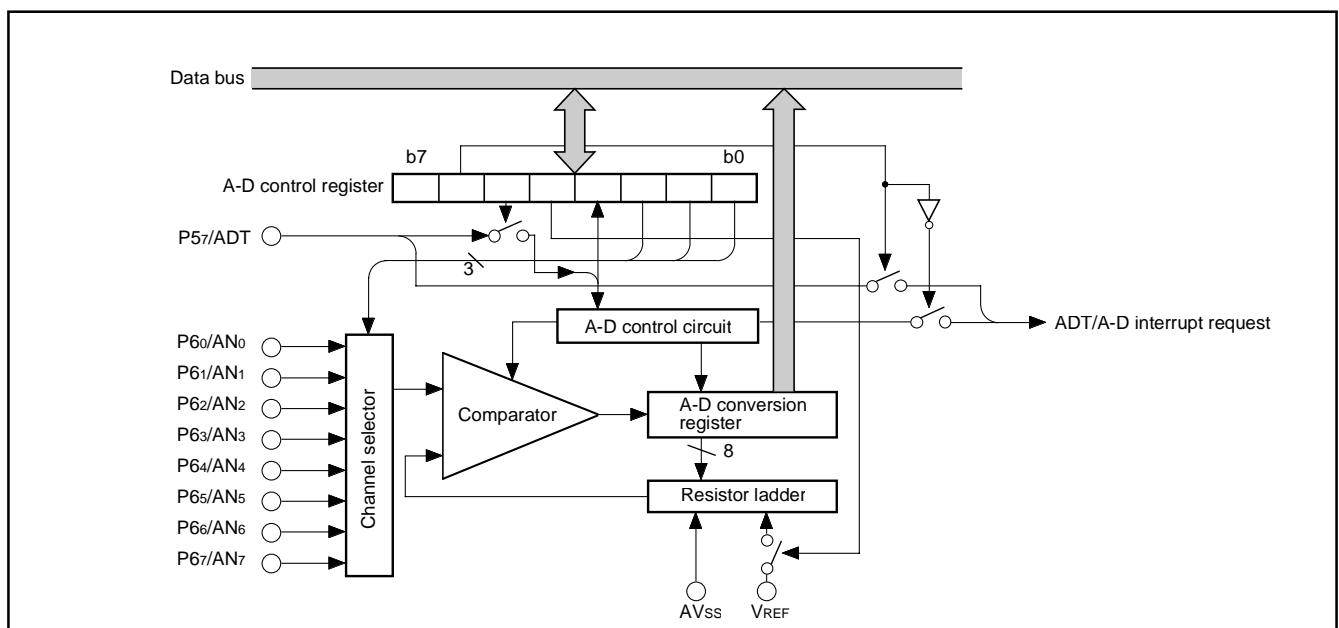 Data bus
b7
b0
A-D control register
P57/ADT
3
A-D control circuit
ADT/A-D interrupt request
P60/AN0
P61/AN1
P62/AN2
P63/AN3
P64/AN4
P65/AN5
P66/AN6
P67/AN7
Channel selector
Comparator
A-D conversion
register
8
Resistor ladder
AVSS
VREF